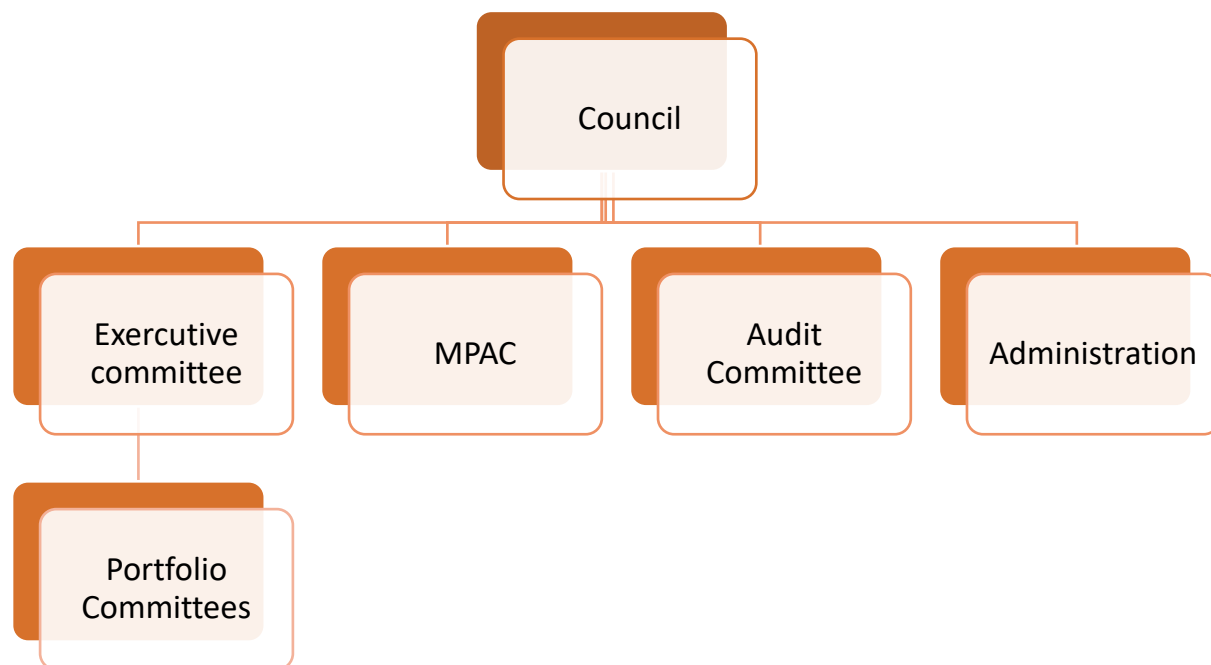 Council
Exercutive
committee
MPAC
Audit
Committee
Administration
Portfolio
Committees